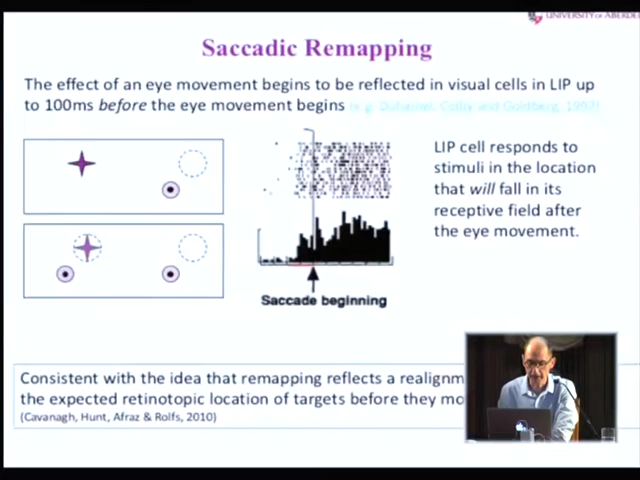 UNIVERSITY OF ABERDE
Saccadic Remapping
The effect of an eye movement begins to be reflected in visual cells in LIP up
to 100ms before the eye movement begins (e.g. Duhamel, Colby and Goldberg, 1992)
LIP cell responds to
stimuli in the location
that will fall in its
receptive field after
the eye movement.
Saccade beginning
Consistent with the idea that remapping reflects a realignm
the expected retinotopic location of targets before they mo
(Cavanagh, Hunt, Afraz & Rolfs, 2010)